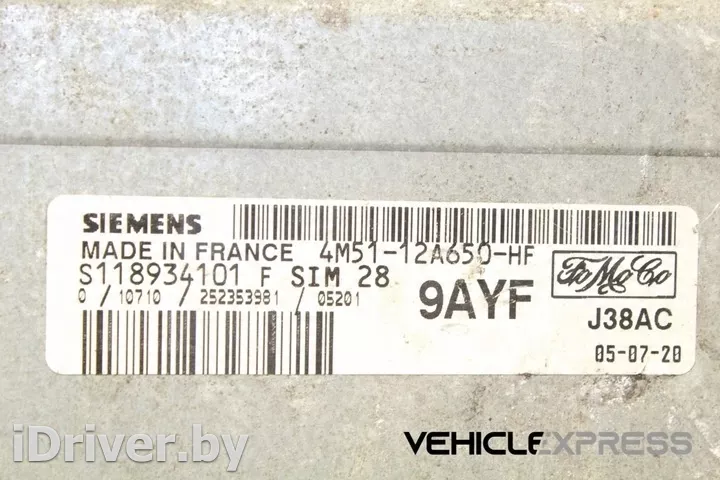 SIEMENS
MADE IN FRANCE 4M51-12A650-HF
S118934101 F SIM 28
0 / 10710 / 252353981 / 05201
9AYF
FoMoCo
J38AC
05-07-20
iDriver.by
VEHICLEXPRESS